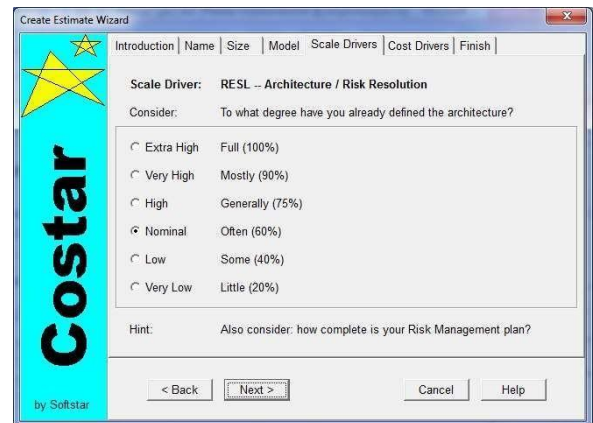 Create Estimate Wizard
Introduction Name Size Model Scale Drivers Cost Drivers Finish
Scale Driver: RESL -- Architecture / Risk Resolution
Consider: To what degree have you already defined the architecture?
Extra High Full (100%)
Very High Mostly (90%)
High Generally (75%)
Nominal Often (60%)
Low Some (40%)
Very Low Little (20%)
Hint: Also consider: how complete is your Risk Management plan?
< Back Next > Cancel Help
Costar
by Softstar